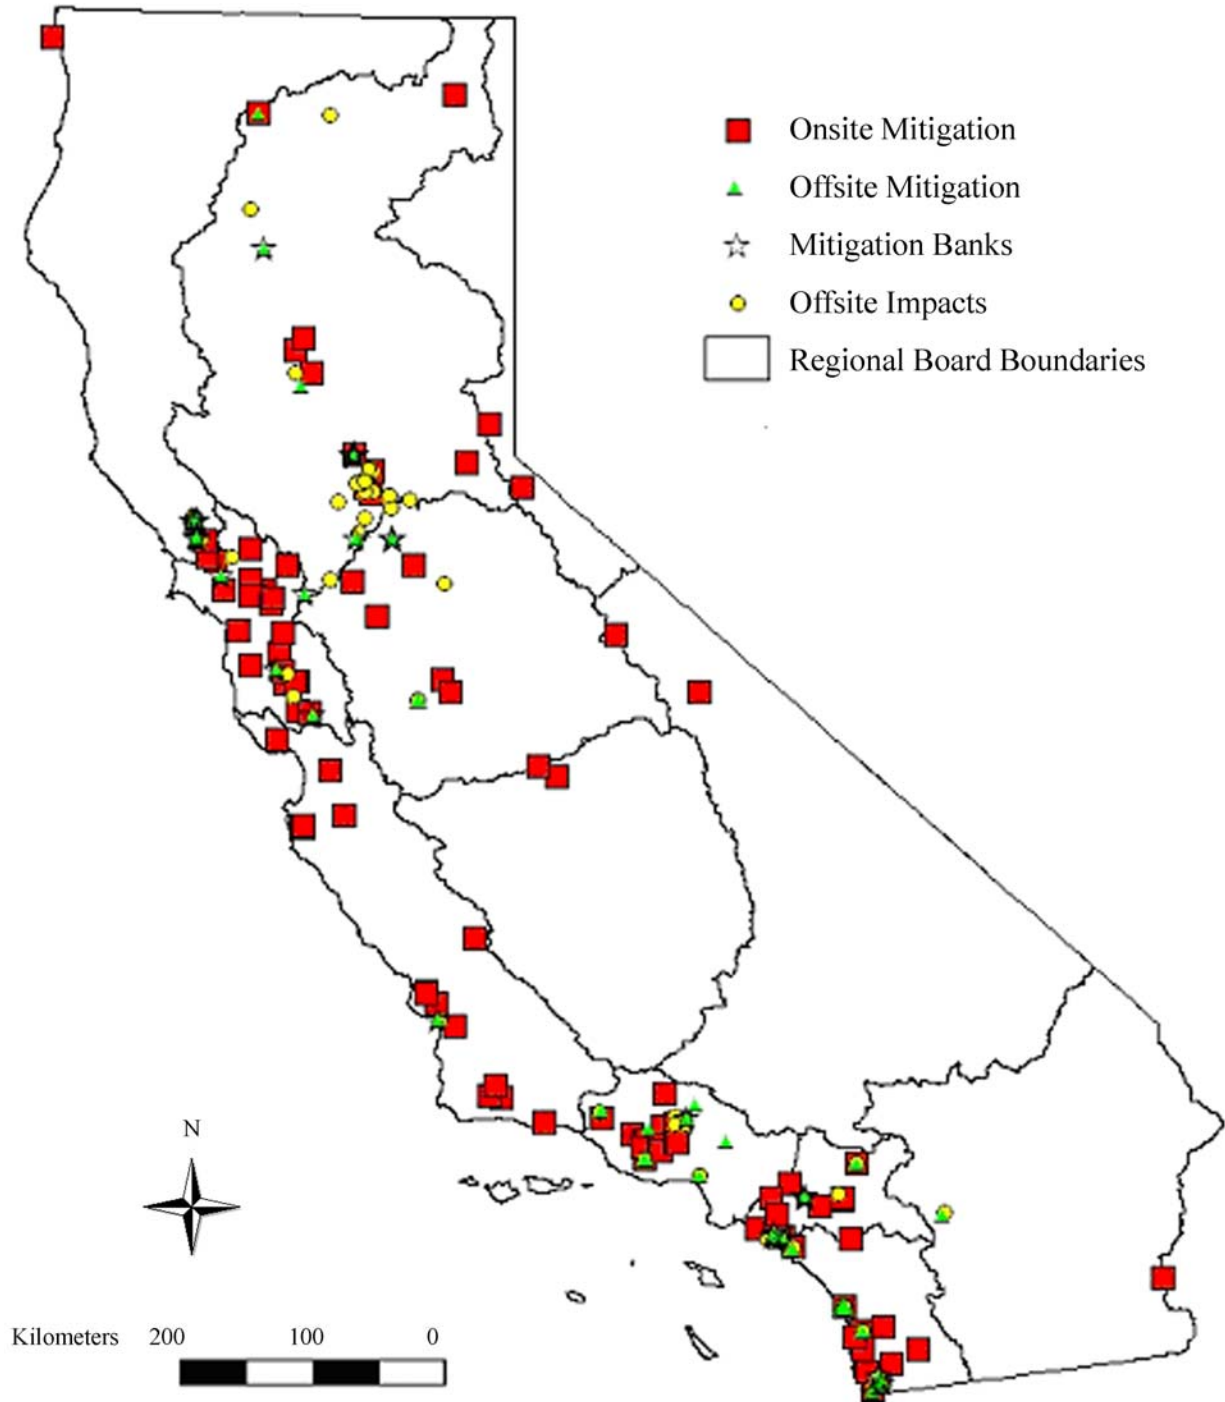 Onsite Mitigation
Offsite Mitigation
Mitigation Banks
Offsite Impacts
Regional Board Boundaries
N
Kilometers 200 100 0